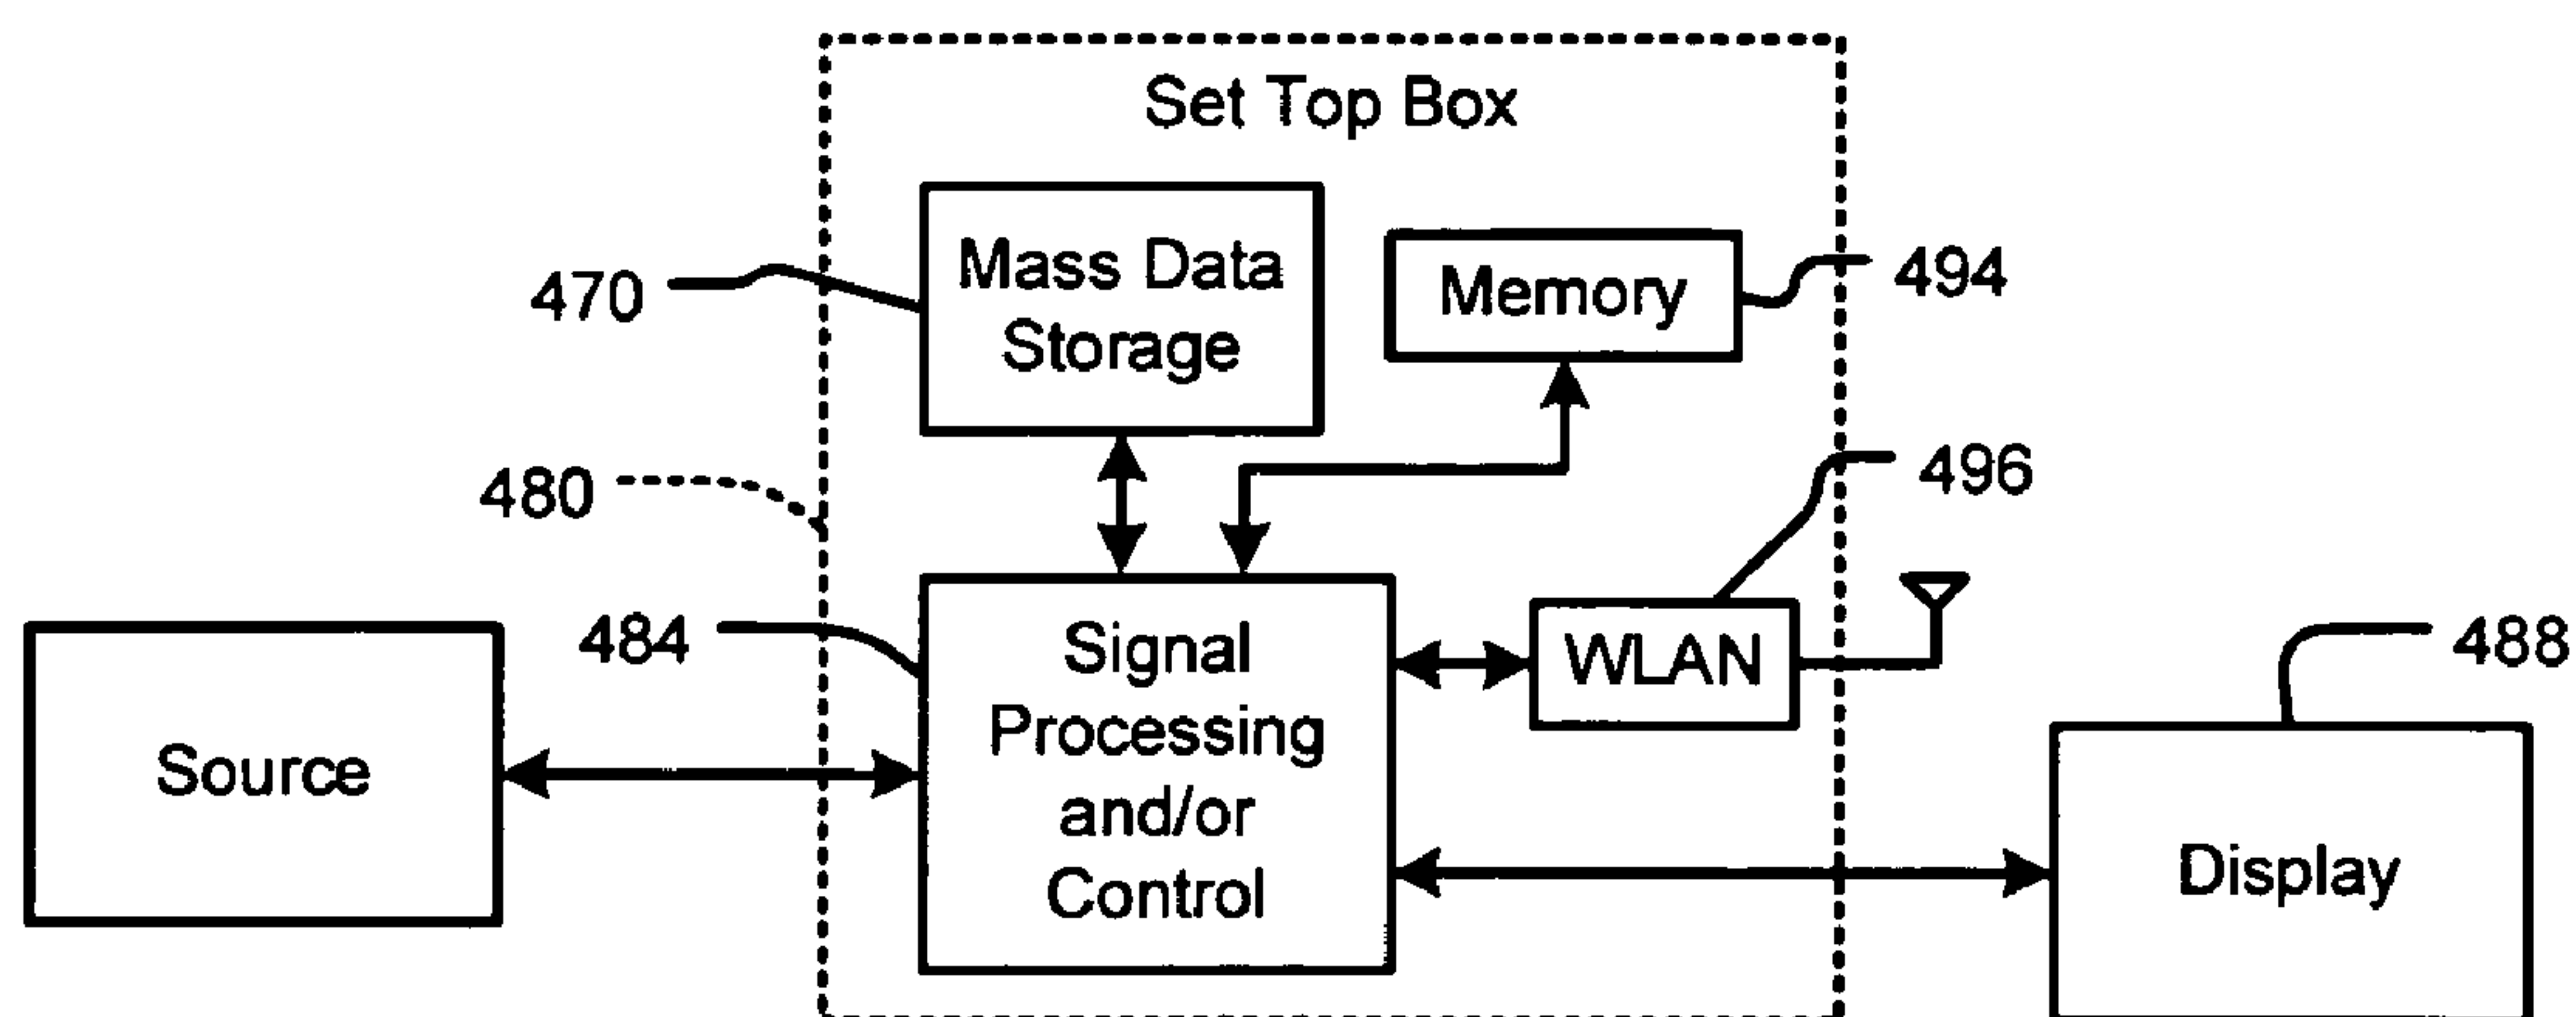 Set Top Box
Mass Data
Storage
470
Memory
494
480
496
484
Signal
Processing
and/or
Control
WLAN
488
Source
Display